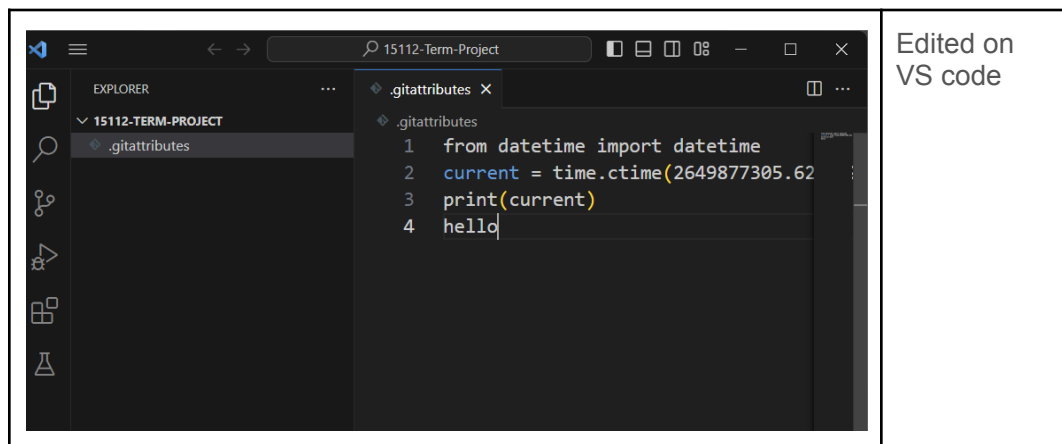 15112-Term-Project
EXPLORER
15112-TERM-PROJECT
.gitattributes
.gitattributes
.gitattributes
1 from datetime import datetime
2 current = time.ctime(2649877305.62
3 print(current)
4 hello
Edited on
VS code